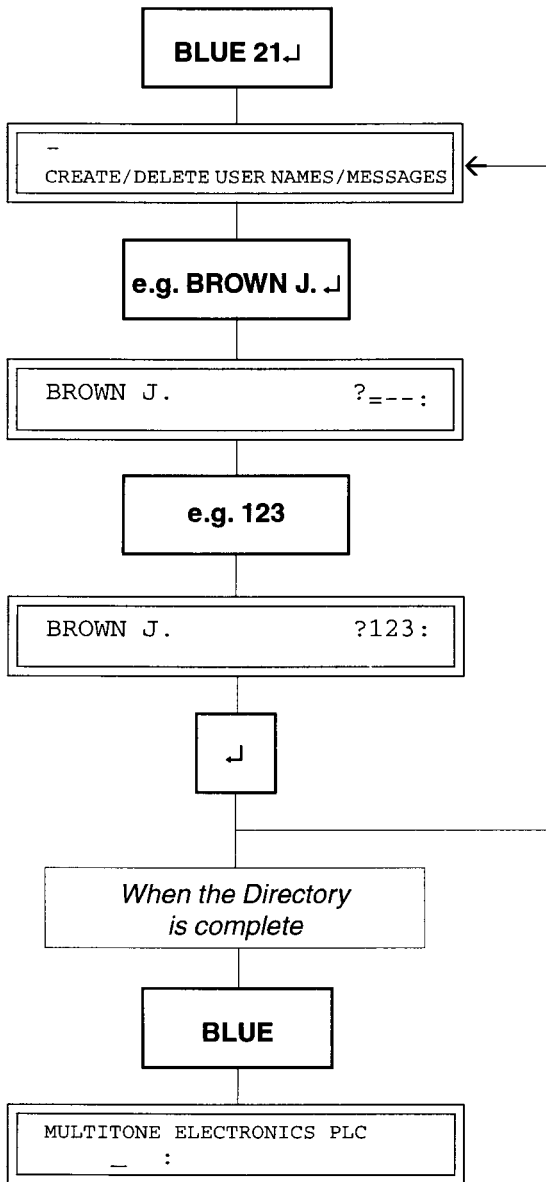 BLUE 21↵
_
CREATE/DELETE USER NAMES/MESSAGES
e.g. BROWN J. ↵
BROWN J. ?=--:
e.g. 123
BROWN J. ?123:
↵
When the Directory
is complete
BLUE
MULTITONE ELECTRONICS PLC
_ :